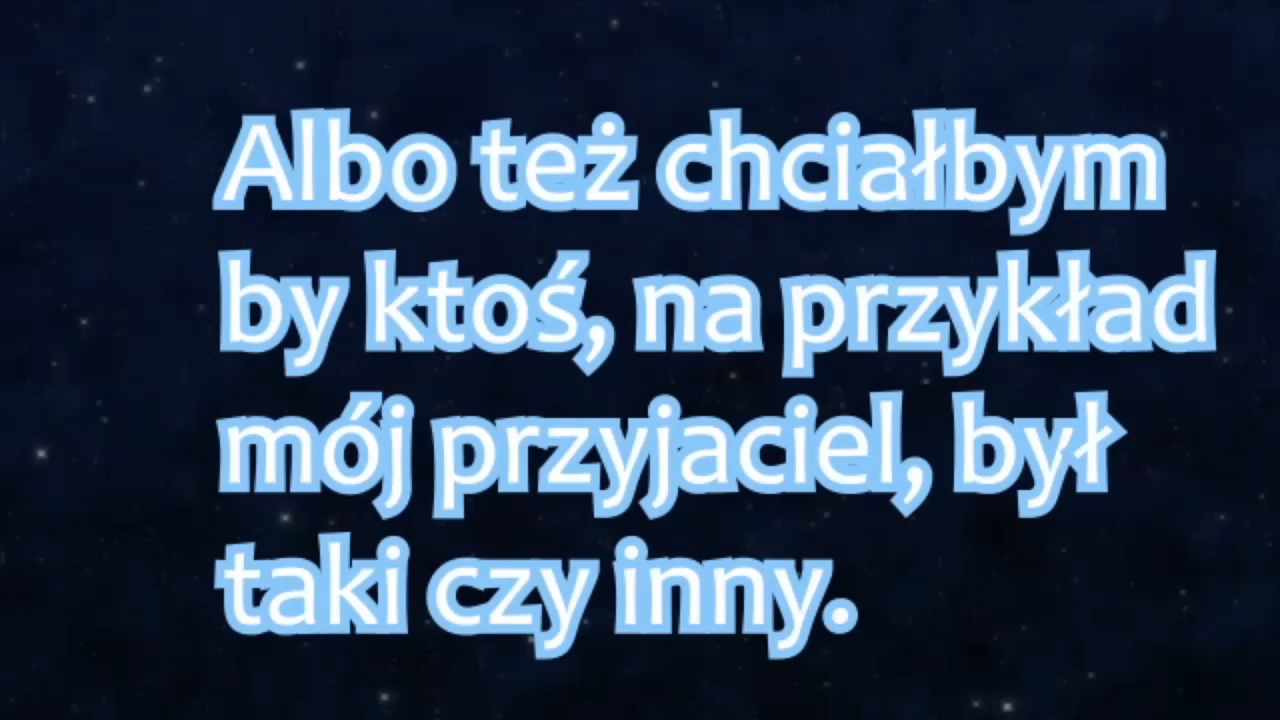 Albo też chciałbym
by ktoś, na przykład
mój przyjaciel, był
taki czy inny.